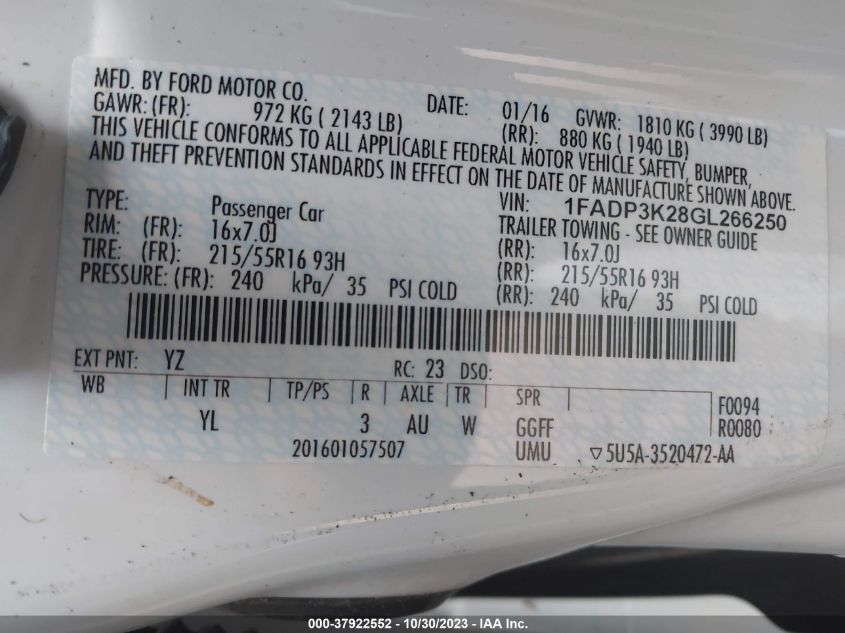 MFD. BY FORD MOTOR CO. DATE: 01/16 GVWR: 1810 KG ( 3990 LB)
GAWR: (FR): 972 KG ( 2143 LB) (RR): 880 KG ( 1940 LB)
THIS VEHICLE CONFORMS TO ALL APPLICABLE FEDERAL MOTOR VEHICLE SAFETY, BUMPER,
AND THEFT PREVENTION STANDARDS IN EFFECT ON THE DATE OF MANUFACTURE SHOWN ABOVE.
VIN: 1FADP3K28GL266250
TYPE: Passenger Car TRAILER TOWING - SEE OWNER GUIDE
RIM: (FR): 16x7.0J (RR): 16x7.0J
TIRE: (FR): 215/55R16 93H (RR): 215/55R16 93H
PRESSURE: (FR): 240 kPa/ 35 PSI COLD (RR): 240 kPa/ 35 PSI COLD
EXT PNT: YZ RC: 23 DSO:
WB INT TR TP/PS R AXLE TR SPR F0094
YL 3 AU W GGFF R0080
201601057507 UMU ▽5U5A-3520472-AA
000-37922552 - 10/30/2023 - IAA Inc.